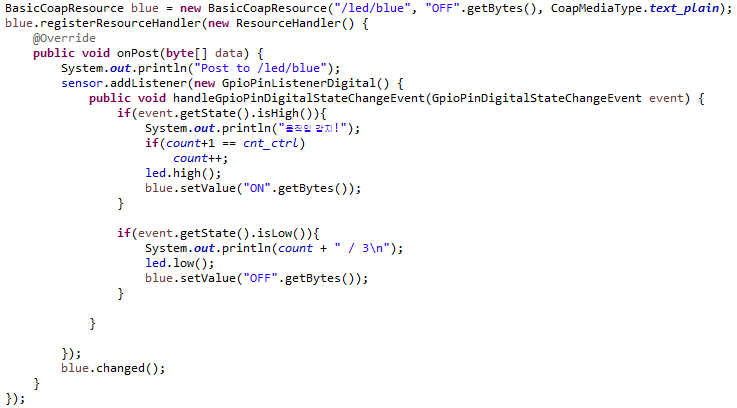 BasicCoapResource blue = new BasicCoapResource("/led/blue", "OFF".getBytes(), CoapMediaType.text_plain);
blue.registerResourceHandler(new ResourceHandler() {
    @Override
    public void onPost(byte[] data) {
        System.out.println("Post to /led/blue");
        sensor.addListener(new GpioPinListenerDigital() {
            public void handleGpioPinDigitalStateChangeEvent(GpioPinDigitalStateChangeEvent event) {
                if(event.getState().isHigh()){
                    System.out.println("움직임 감지!");
                    if(count+1 == cnt_ctrl)
                        count++;
                    led.high();
                    blue.setValue("ON".getBytes());
                }

                if(event.getState().isLow()){
                    System.out.println(count + " / 3\n");
                    led.low();
                    blue.setValue("OFF".getBytes());
                }

            }

        });
        blue.changed();
    }
});